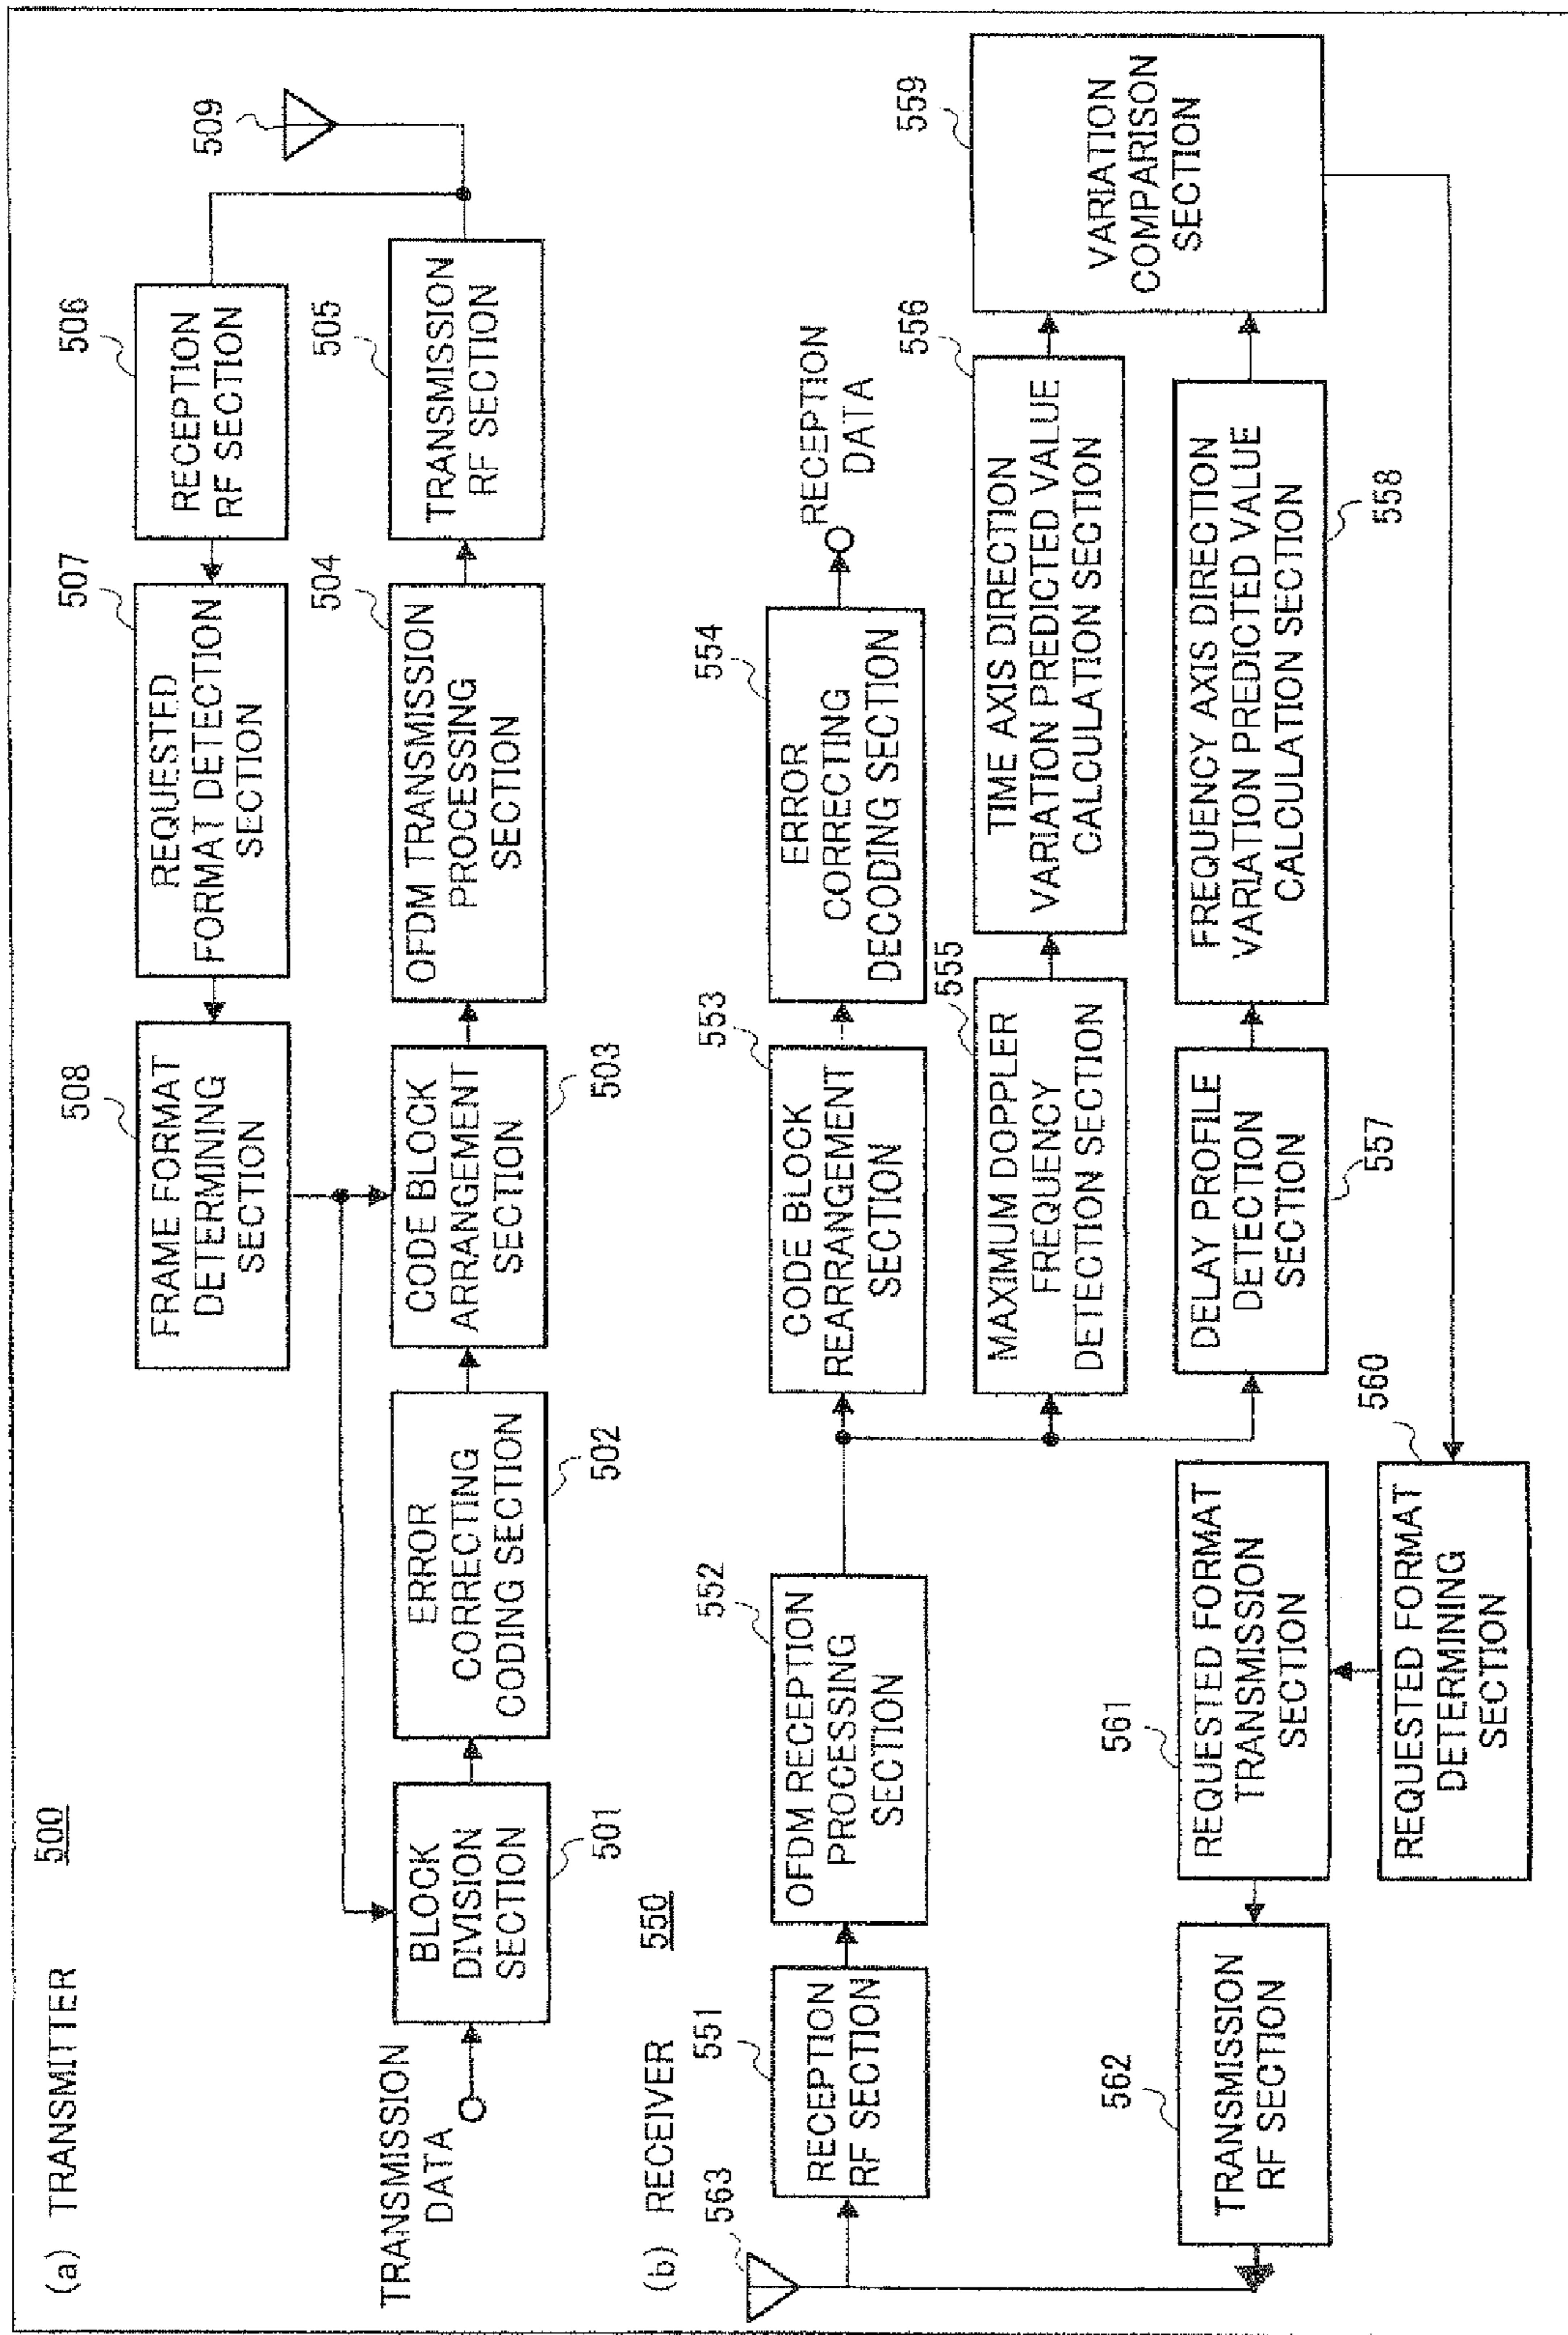 (a) TRANSMITTER
500
506
RECEPTION
RF SECTION
507
REQUESTED
FORMAT DETECTION
SECTION
508
FRAME FORMAT
DETERMINING
SECTION
509
TRANSMISSION
DATA
BLOCK
DIVISION
SECTION
501
ERROR
CORRECTING
CODING SECTION
502
CODE BLOCK
ARRANGEMENT
SECTION
503
504
OFDM TRANSMISSION
PROCESSING
SECTION
505
TRANSMISSION
RF SECTION
(b) RECEIVER
550
563
551
RECEPTION
RF SECTION
552
OFDM RECEPTION
PROCESSING
SECTION
553
CODE BLOCK
REARRANGEMENT
SECTION
554
ERROR
CORRECTING
DECODING SECTION
RECEPTION
DATA
555
MAXIMUM DOPPLER
FREQUENCY
DETECTION SECTION
556
TIME AXIS DIRECTION
VARIATION PREDICTED VALUE
CALCULATION SECTION
559
VARIATION
COMPARISON
SECTION
DELAY PROFILE
DETECTION
SECTION
557
FREQUENCY AXIS DIRECTION
VARIATION PREDICTED VALUE
CALCULATION SECTION
558
562
TRANSMISSION
RF SECTION
561
REQUESTED FORMAT
TRANSMISSION
SECTION
560
REQUESTED FORMAT
DETERMINING
SECTION